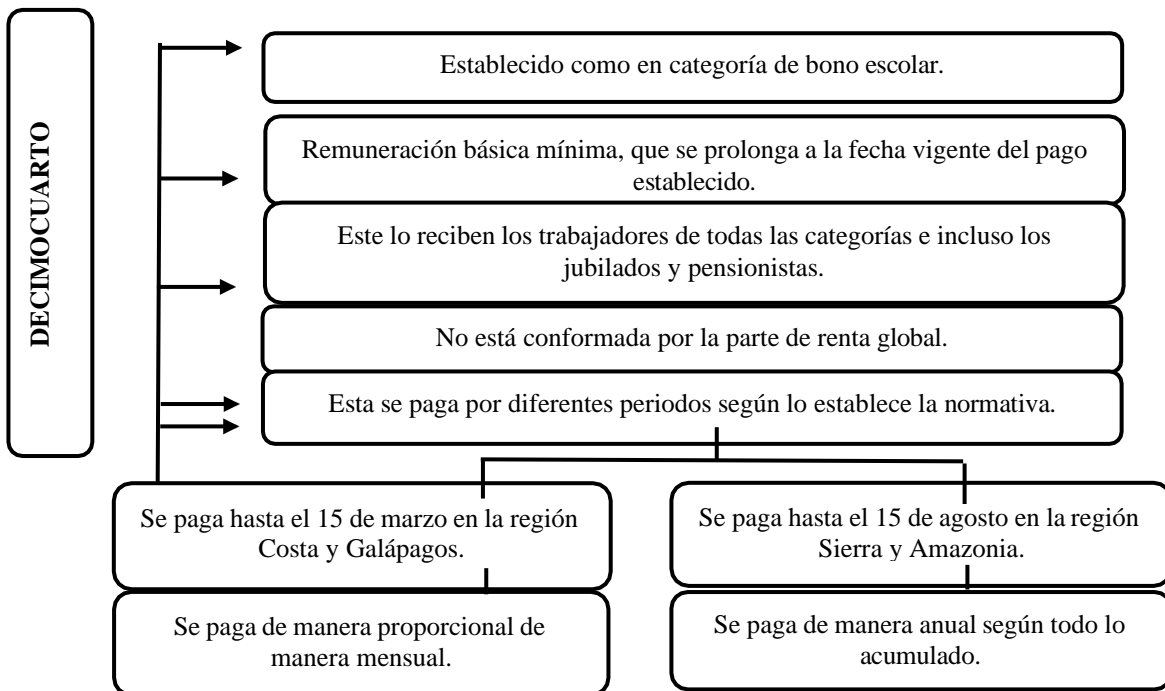 DECIMOCUARTO
Establecido como en categoría de bono escolar.
Remuneración básica mínima, que se prolonga a la fecha vigente del pago
establecido.
Este lo reciben los trabajadores de todas las categorías e incluso los
jubilados y pensionistas.
No está conformada por la parte de renta global.
Esta se paga por diferentes periodos según lo establece la normativa.
Se paga hasta el 15 de marzo en la región
Costa y Galápagos.
Se paga hasta el 15 de agosto en la región
Sierra y Amazonia.
Se paga de manera proporcional de
manera mensual.
Se paga de manera anual según todo lo
acumulado.